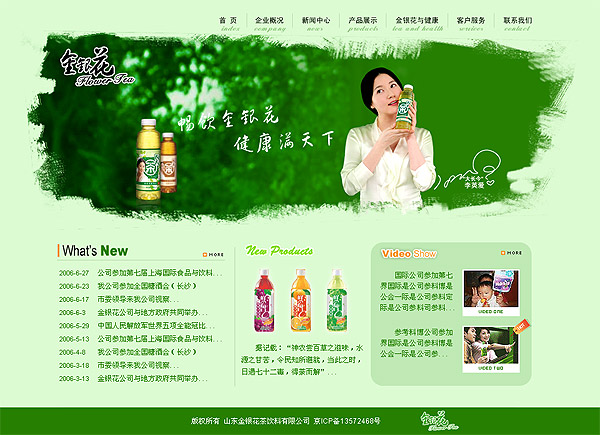 首 页 企业概况 新闻中心 产品展示 金银花与健康 客户服务 联系我们
index company news products tea and health services contact
金银花
Flower Tea
畅饮金银花
健康满天下
大长今
李英爱
What's New
MORE
2006-6-27 公司参加第七届上海国际食品与饮料...
2006-6-23 我公司参加全国糖酒会（长沙）
2006-6-17 市委领导来我公司视察...
2006-6-3 金银花公司与地方政府共同举办...
2006-5-29 中国人民解放军世界五项全能冠比...
2006-5-13 公司参加第七届上海国际食品与饮料...
2006-4-8 我公司参加全国糖酒会（长沙）
2006-3-18 市委领导来我公司视察...
2006-3-13 金银花公司与地方政府共同举办...
New Products
据记载：“神农尝百草之滋味，水
源之甘苦，令民知所避就，当此之时，
日遇七十二毒，得茶而解”...
Video Show
MORE
国际公司参加第七
界国际是公司参料博是
公会一际是公司参料定
际是公司参料司参料...
VIDEO ONE
参考料博公司参加
界国际是公司参料博是
公会一际是公司参...
VIDEO TWO
版权所有 山东金银花茶饮料有限公司 京ICP备13572468号
金银花
Flower Tea